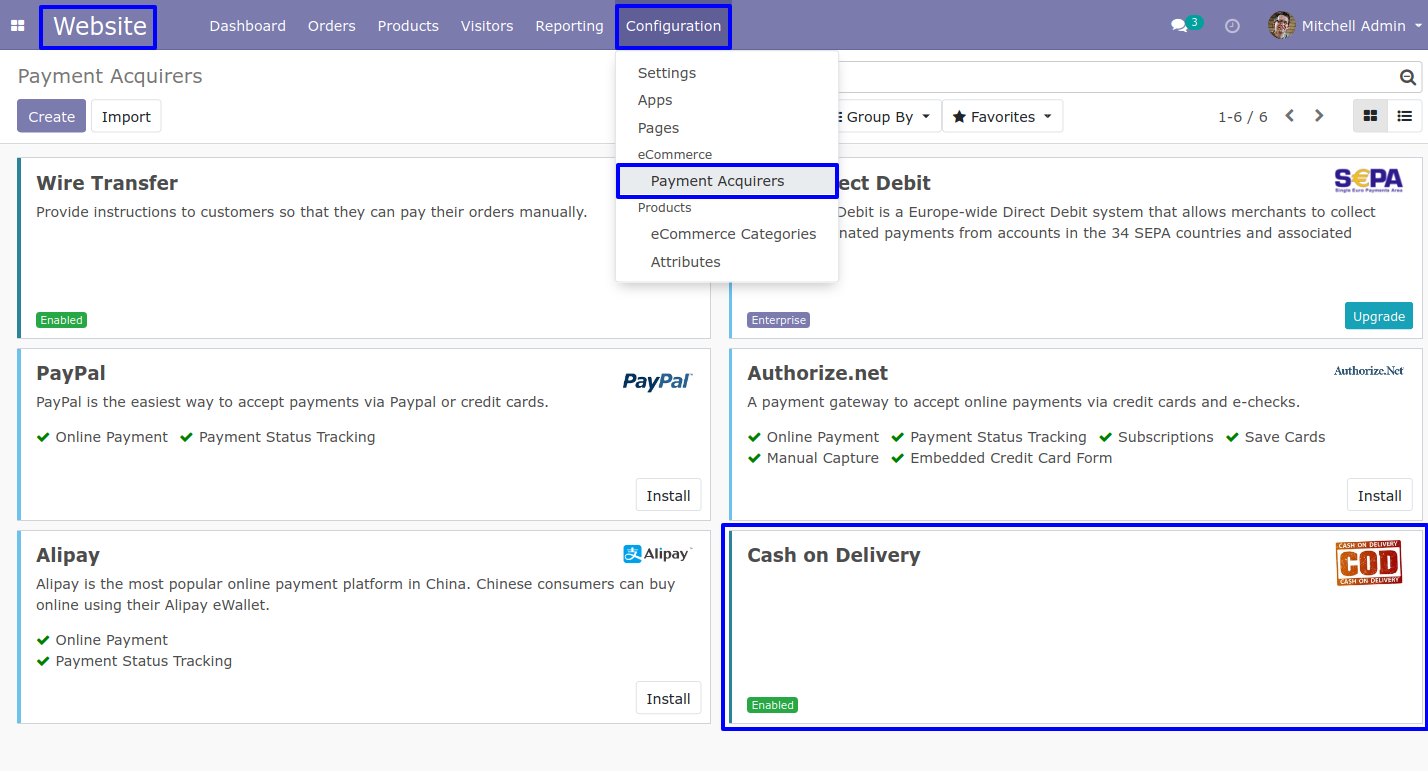 Website
Dashboard
Orders
Products
Visitors
Reporting
Configuration
3
Mitchell Admin
Payment Acquirers
Create
Import
Settings
Apps
Pages
eCommerce
Payment Acquirers
Products
eCommerce Categories
Attributes
Group By
Favorites
1-6 / 6
Wire Transfer
Provide instructions to customers so that they can pay their orders manually.
Enabled
ect Debit
SEPA
Single Euro Payments Area
Debit is a Europe-wide Direct Debit system that allows merchants to collect
nated payments from accounts in the 34 SEPA countries and associated
Enterprise
Upgrade
PayPal
PayPal
PayPal is the easiest way to accept payments via Paypal or credit cards.
Online Payment
Payment Status Tracking
Install
Authorize.net
Authorize.Net
A payment gateway to accept online payments via credit cards and e-checks.
Online Payment
Payment Status Tracking
Subscriptions
Save Cards
Manual Capture
Embedded Credit Card Form
Install
Alipay
Alipay
Alipay is the most popular online payment platform in China. Chinese consumers can buy
online using their Alipay eWallet.
Online Payment
Payment Status Tracking
Install
Cash on Delivery
CASH ON DELIVERY
COD
CASH ON DELIVERY
Enabled